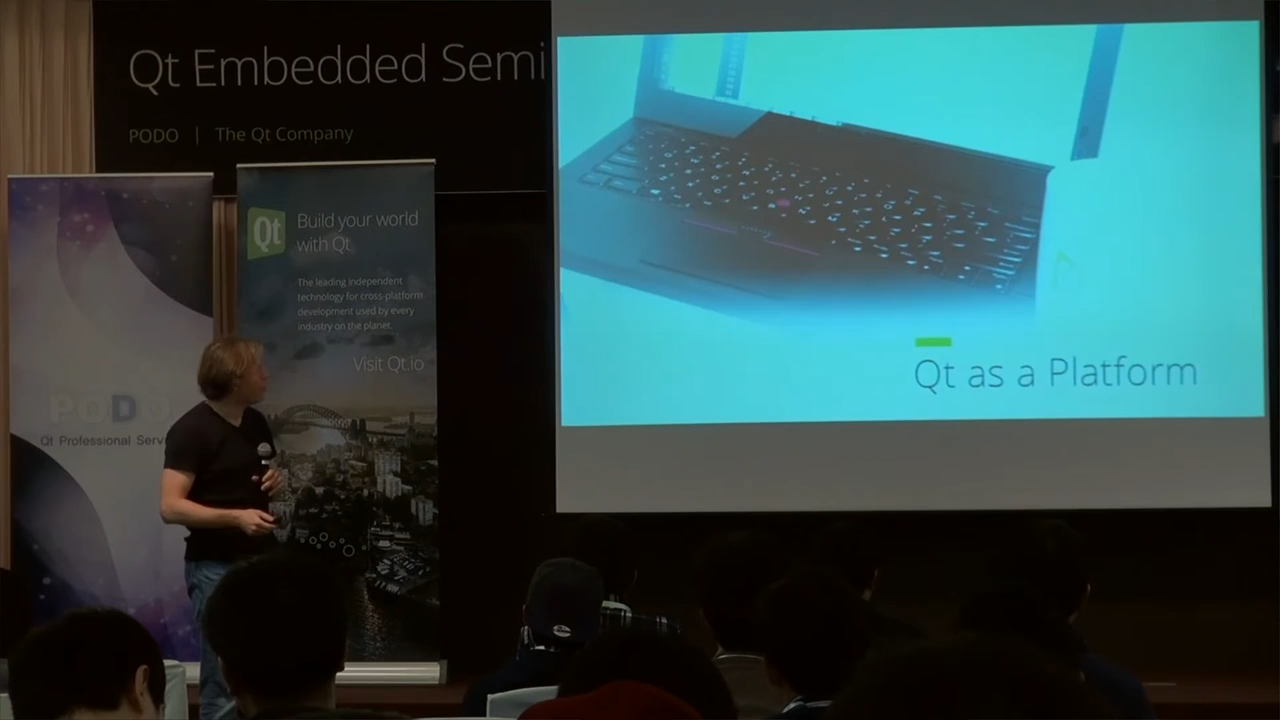 Qt Embedded Semi
PODO | The Qt Company
Qt
Build your world
with Qt
The leading independent
technology for cross-platform
development used by every
industry on the planet.
Visit Qt.io
PODO
Qt Professional Serv
Qt as a Platform